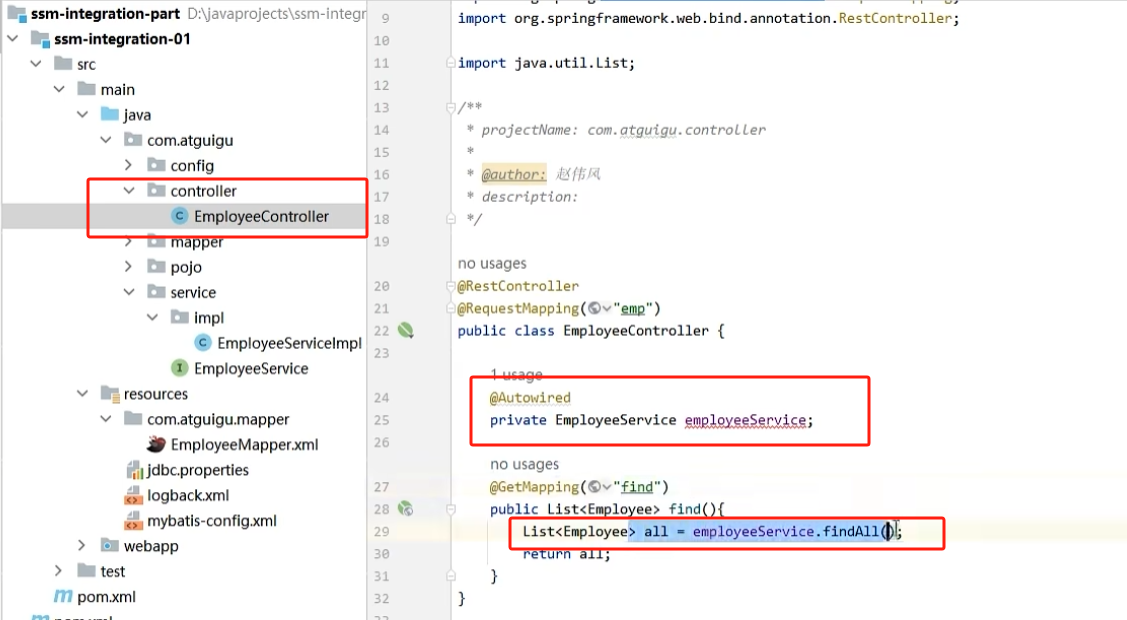 ssm-integration-part D:\javaprojects\ssm-integr
ssm-integration-01
src
main
java
com.atguigu
config
controller
EmployeeController
mapper
pojo
service
impl
EmployeeServiceImpl
EmployeeService
resources
com.atguigu.mapper
EmployeeMapper.xml
jdbc.properties
logback.xml
mybatis-config.xml
webapp
test
pom.xml
9 import org.springframework.web.bind.annotation.RestController;
10
11 import java.util.List;
12
13 /**
14 * projectName: com.atguigu.controller
15 *
16 * @author: 赵伟风
17 * description:
18 */
19
no usages
20 @RestController
21 @RequestMapping("emp")
22 public class EmployeeController {
23
1 usage
24 @Autowired
25 private EmployeeService employeeService;
26
no usages
27 @GetMapping("find")
28 public List<Employee> find(){
29 List<Employee> all = employeeService.findAll();
30 return all;
31 }
32 }